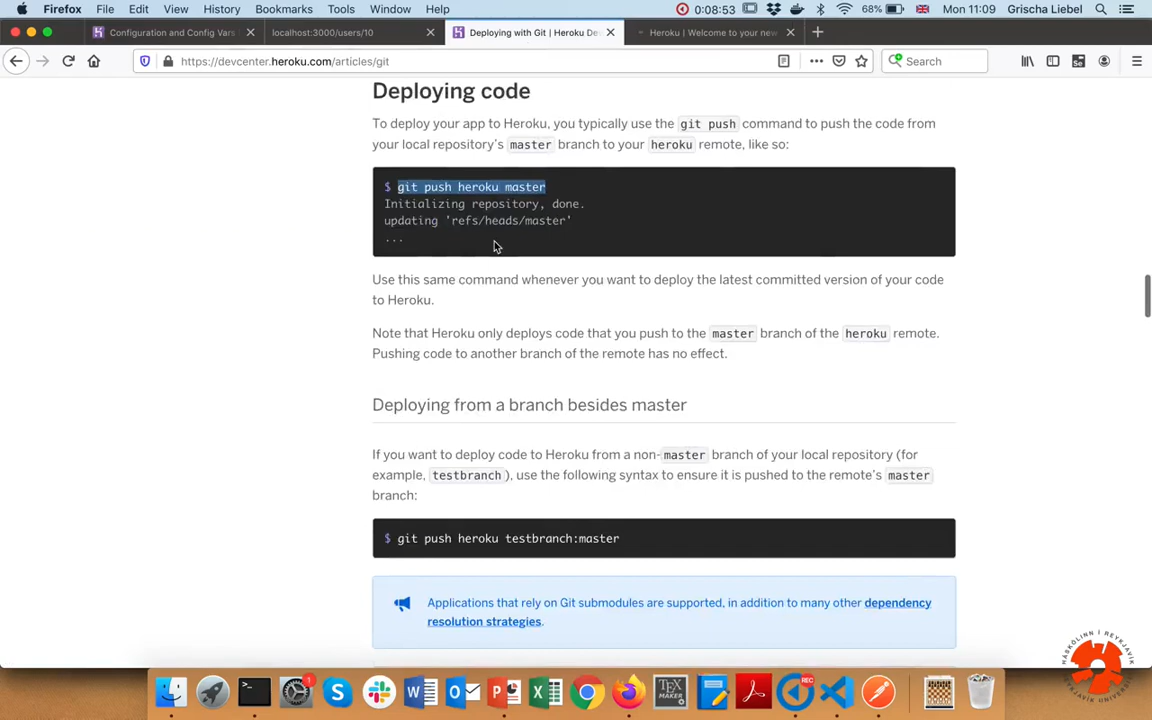 Firefox File Edit View History Bookmarks Tools Window Help 0:08:53 68% Mon 11:09 Grischa Liebel
Configuration and Config Vars
localhost:3000/users/10
Deploying with Git | Heroku De
Heroku | Welcome to your new
https://devcenter.heroku.com/articles/git
Search
Deploying code
To deploy your app to Heroku, you typically use the git push command to push the code from
your local repository's master branch to your heroku remote, like so:
$ git push heroku master
Initializing repository, done.
updating 'refs/heads/master'
...
Use this same command whenever you want to deploy the latest committed version of your code
to Heroku.
Note that Heroku only deploys code that you push to the master branch of the heroku remote.
Pushing code to another branch of the remote has no effect.
Deploying from a branch besides master
If you want to deploy code to Heroku from a non-master branch of your local repository (for
example, testbranch), use the following syntax to ensure it is pushed to the remote's master
branch:
$ git push heroku testbranch:master
Applications that rely on Git submodules are supported, in addition to many other dependency
resolution strategies.
HÁSKÓLINN Í REYKJAVÍK
REYKJAVIK UNIVERSITY
TEX
MAKER
REC
1